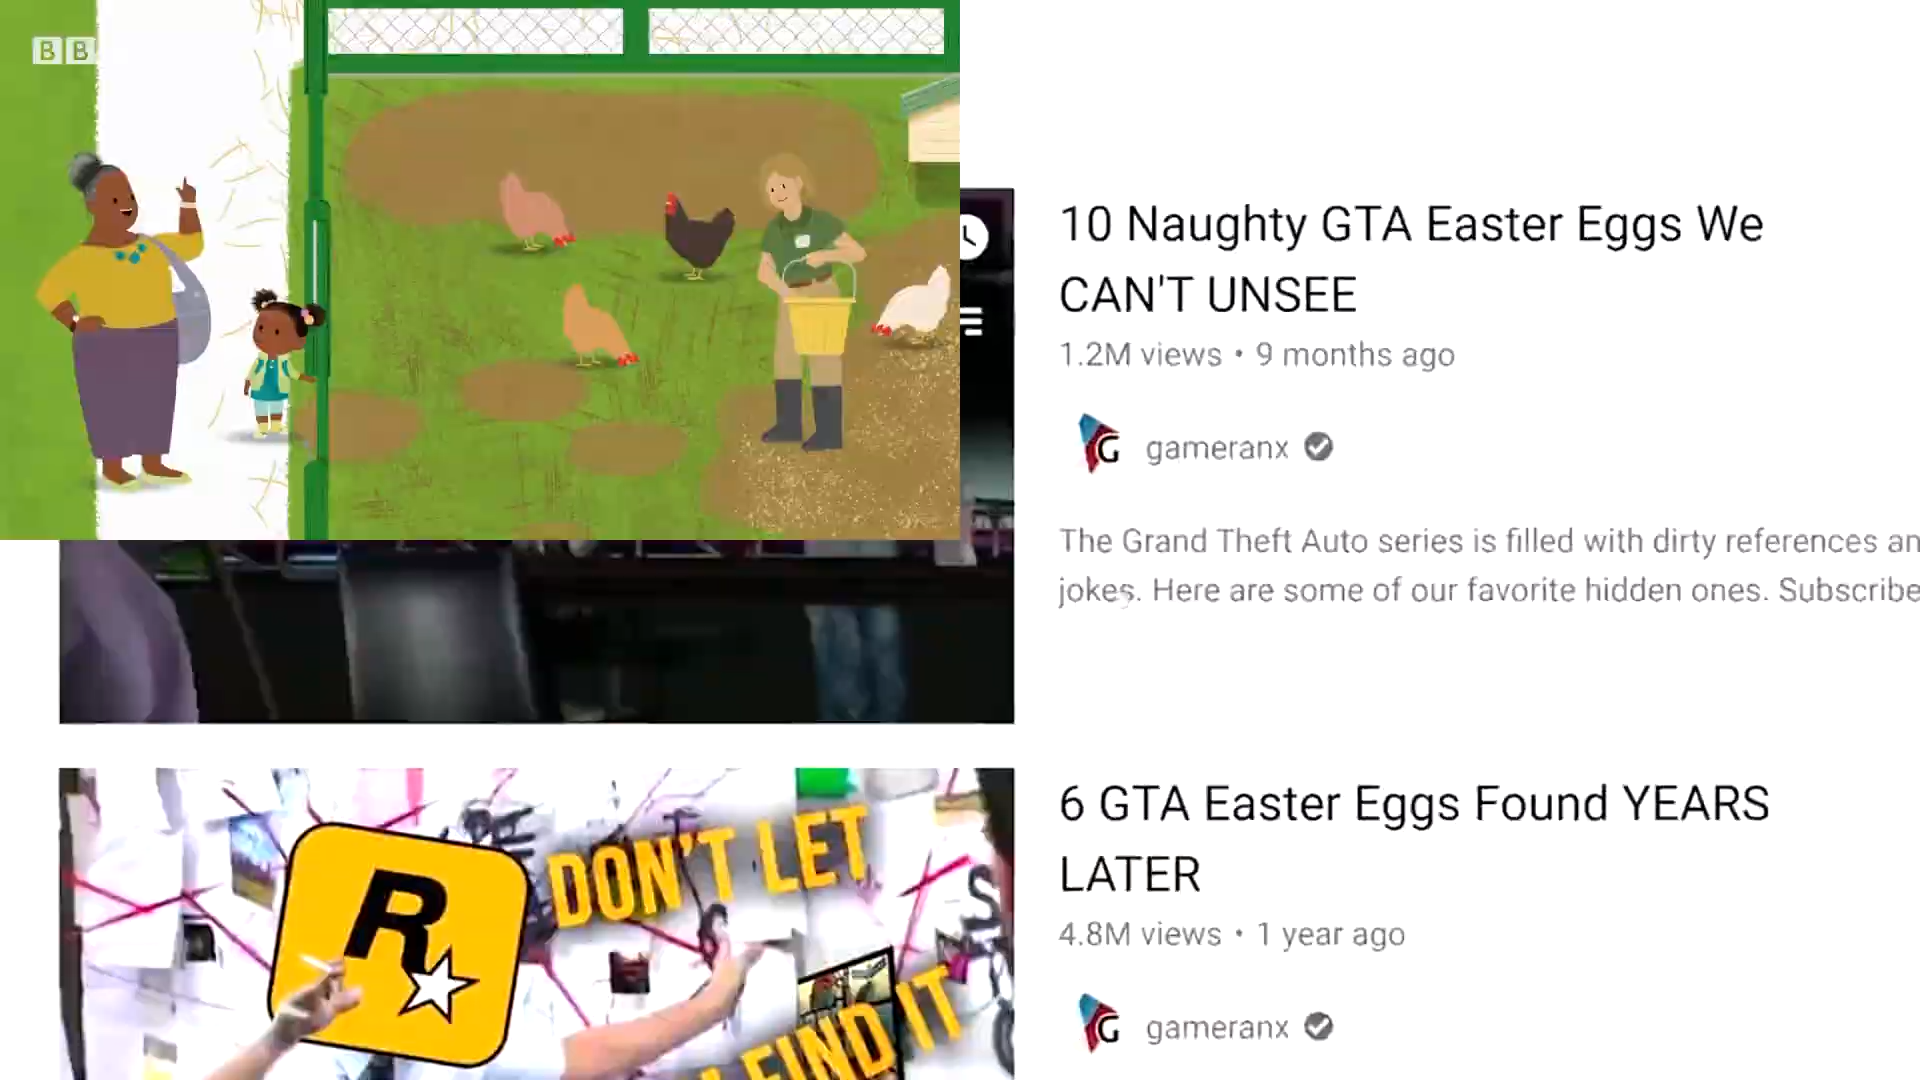 BB
10 Naughty GTA Easter Eggs We
CAN'T UNSEE
1.2M views • 9 months ago
G gameranx
The Grand Theft Auto series is filled with dirty references an
jokes. Here are some of our favorite hidden ones. Subscribe
R
DON'T LET
FIND IT
6 GTA Easter Eggs Found YEARS
LATER
4.8M views • 1 year ago
G gameranx